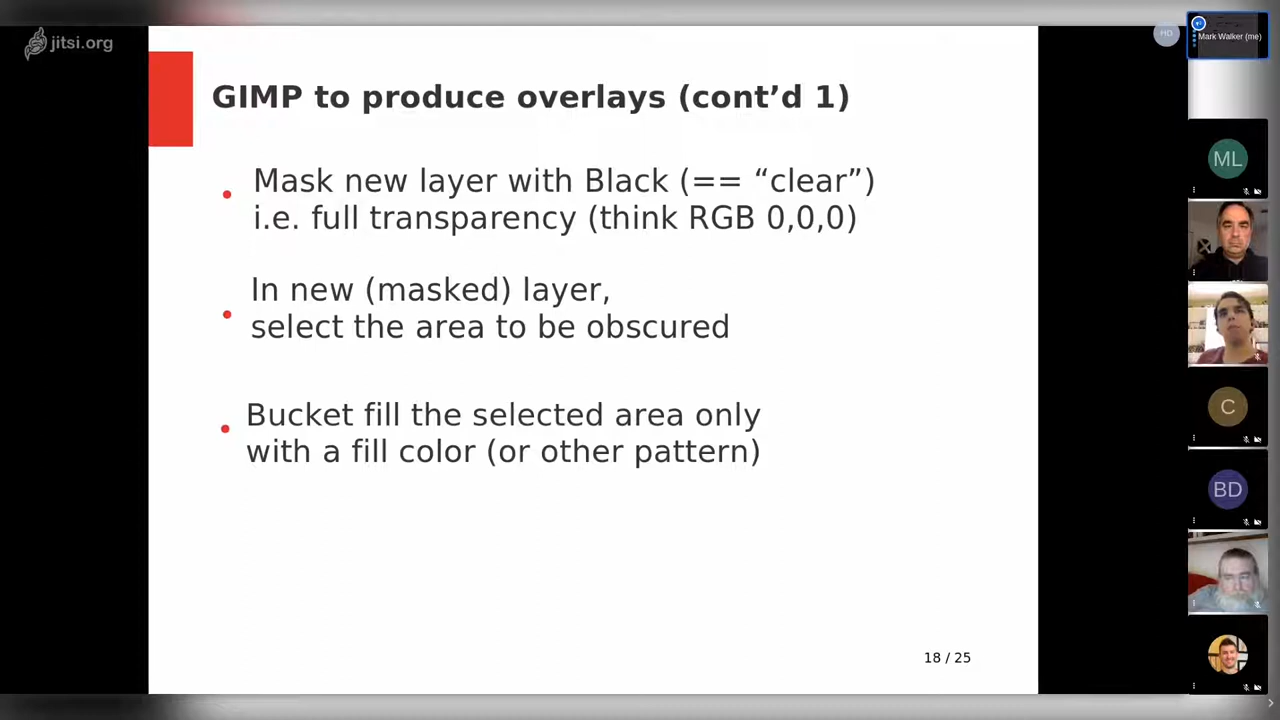 jitsi.org
MD
Mark Walker (me)
GIMP to produce overlays (cont’d 1)
Mask new layer with Black (== “clear”)
i.e. full transparency (think RGB 0,0,0)
In new (masked) layer,
select the area to be obscured
Bucket fill the selected area only
with a fill color (or other pattern)
18 / 25
ML
C
BD